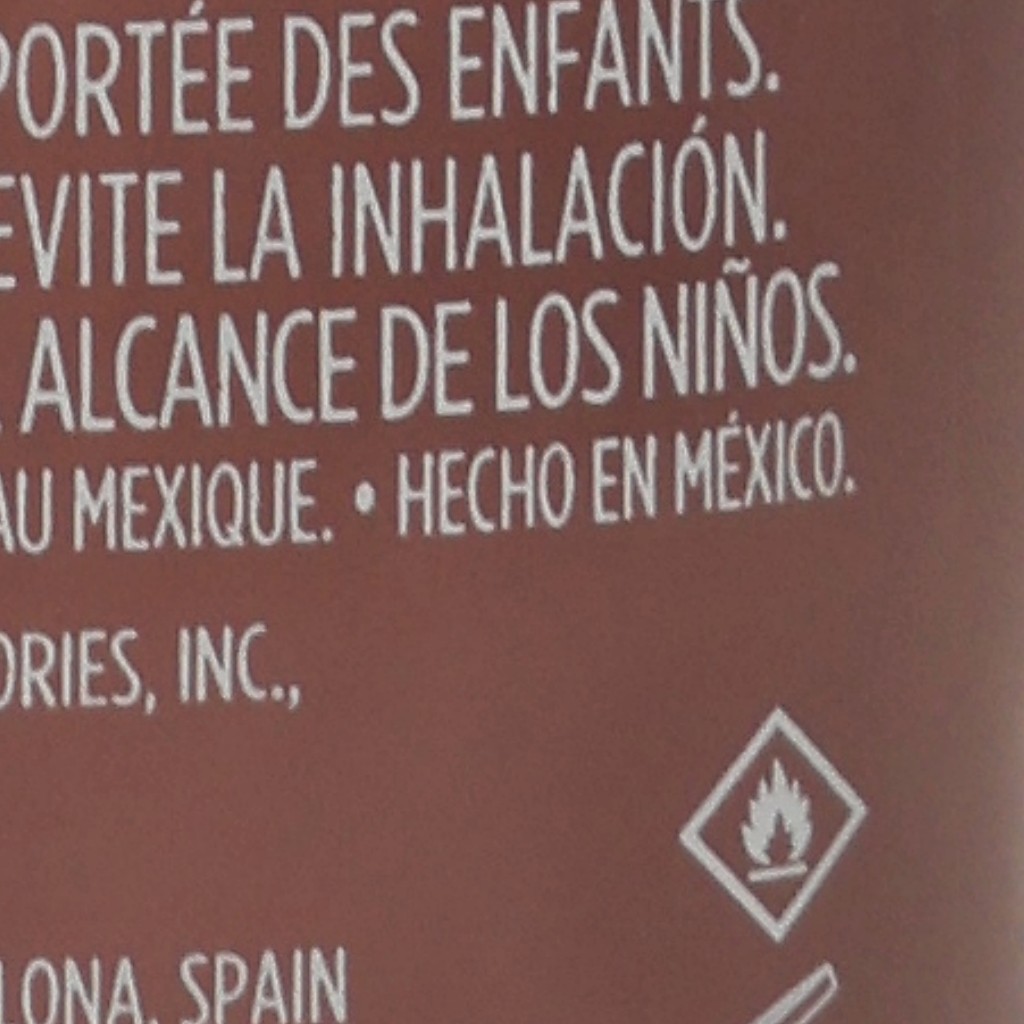 PORTÉE DES ENFANTS.
EVITE LA INHALACIÓN.
ALCANCE DE LOS NIÑOS.
AU MEXIQUE. • HECHO EN MÉXICO.
ORIES, INC.,
LONA, SPAIN